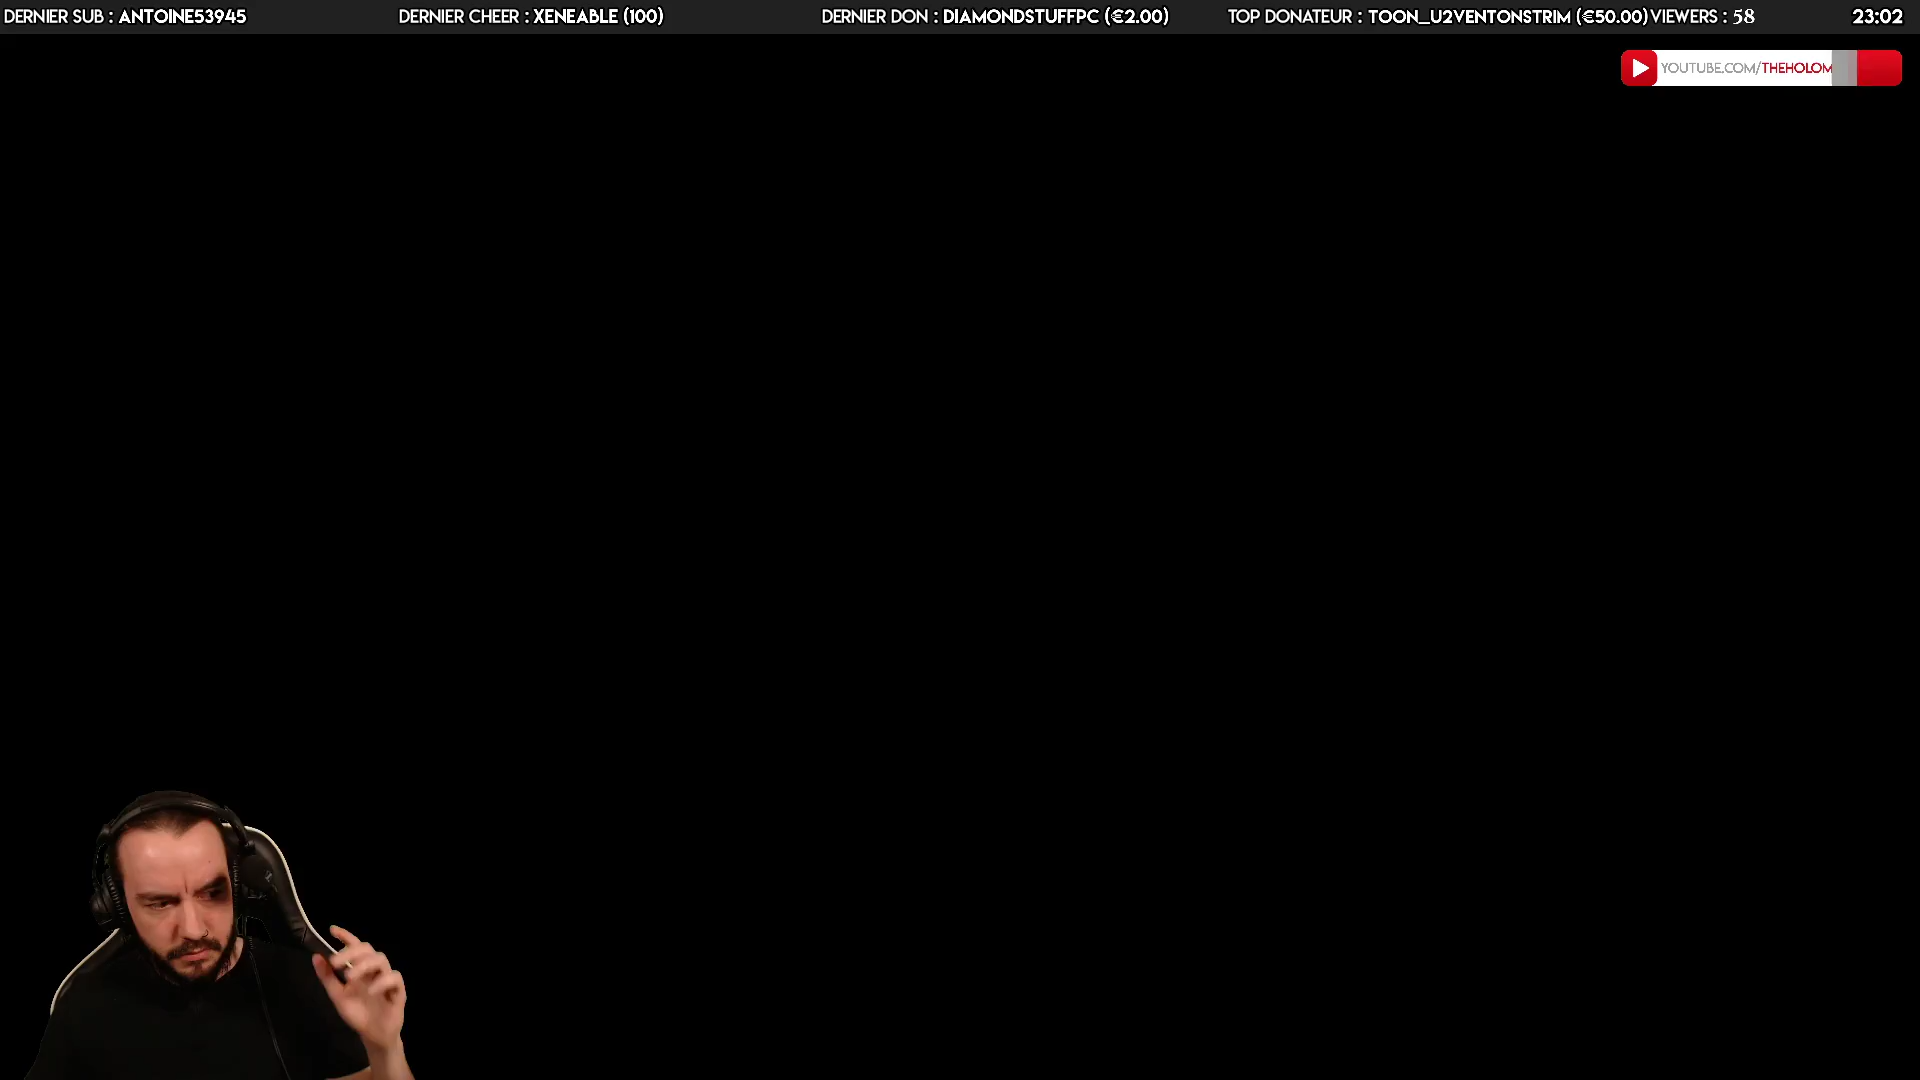 DERNIER SUB : ANTOINE53945 DERNIER CHEER : XENEABLE (100) DERNIER DON : DIAMONDSTUFFPC (€2.00) TOP DONATEUR : TOON_U2VENTONSTRIM (€50.00) VIEWERS : 58 23:02
YOUTUBE.COM/THEHOLOM